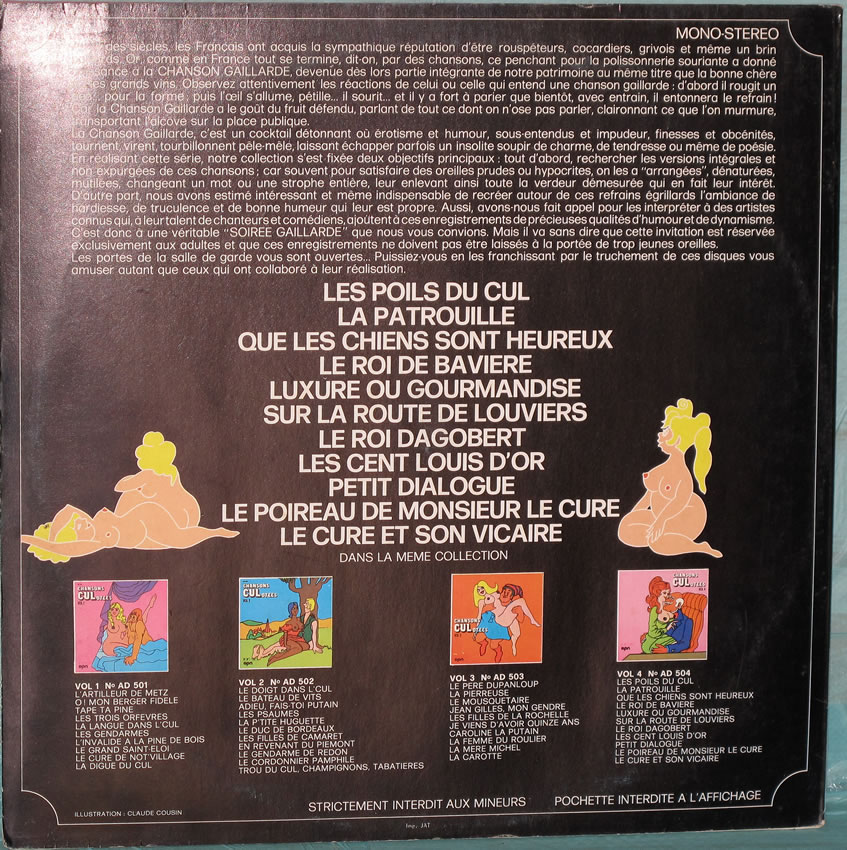 MONO-STEREO
des siècles, les Français ont acquis la sympathique réputation d'être rouspéteurs, cocardiers, grivois et même un brin
Or, comme en France tout se termine, dit-on, par des chansons, ce penchant pour la polissonnerie souriante a donné
à la CHANSON GAILLARDE, devenue dès lors partie intégrante de notre patrimoine au même titre que la bonne chère
les grands vins. Observez attentivement les réactions de celui ou celle qui entend une chanson gaillarde : d'abord il rougit un
pour la forme ; puis l'œil s'allume, pétille... il sourit... et il y a fort à parier que bientôt, avec entrain, il entonnera le refrain !
Car la Chanson Gaillarde a le goût du fruit défendu, parlant de tout ce dont on n'ose pas parler, claironnant ce que l'on murmure,
transportant l'alcôve sur la place publique.
La Chanson Gaillarde, c'est un cocktail détonnant où érotisme et humour, sous-entendus et impudeur, finesses et obcénités,
tournent, virent, tourbillonnent pêle-mêle, laissant échapper parfois un insolite soupir de charme, de tendresse ou même de poésie.
En réalisant cette série, notre collection s'est fixée deux objectifs principaux : tout d'abord, rechercher les versions intégrales et
non expurgées de ces chansons ; car souvent pour satisfaire des oreilles prudes ou hypocrites, on les a "arrangées", dénaturées,
mutilées, changeant un mot ou une strophe entière, leur enlevant ainsi toute la verdeur démesurée qui en fait leur intérêt.
D'autre part, nous avons estimé intéressant et même indispensable de recréer autour de ces refrains égrillards l'ambiance de
hardiesse, de truculence et de bonne humeur qui leur est propre. Aussi, avons-nous fait appel pour les interpréter à des artistes
connus qui, à leur talent de chanteurs et comédiens, ajoutent à ces enregistrements de précieuses qualités d'humour et de dynamisme.
C'est donc à une véritable "SOIREE GAILLARDE" que nous vous convions. Mais il va sans dire que cette invitation est réservée
exclusivement aux adultes et que ces enregistrements ne doivent pas être laissés à la portée de trop jeunes oreilles.
Les portes de la salle de garde vous sont ouvertes... Puissiez-vous en les franchissant par le truchement de ces disques vous
amuser autant que ceux qui ont collaboré à leur réalisation.
LES POILS DU CUL
LA PATROUILLE
QUE LES CHIENS SONT HEUREUX
LE ROI DE BAVIERE
LUXURE OU GOURMANDISE
SUR LA ROUTE DE LOUVIERS
LE ROI DAGOBERT
LES CENT LOUIS D'OR
PETIT DIALOGUE
LE POIREAU DE MONSIEUR LE CURE
LE CURE ET SON VICAIRE
DANS LA MEME COLLECTION
CHANSONS
CULOTTÉES
CHANSONS
CULOTTÉES
CHANSONS
CULOTTÉES
CHANSONS
CULOTTÉES
VOL 1 No AD 501
L'ARTILLEUR DE METZ
O ! MON BERGER FIDELE
TAPE TA PINE
LES TROIS ORFEVRES
LA LANGUE DANS L'CUL
LES GENDARMES
L'INVALIDE A LA PINE DE BOIS
LE GRAND SAINT-ELOI
LE CURE DE NOT'VILLAGE
LA DIGUE DU CUL
VOL 2 No AD 502
LE DOIGT DANS L'CUL
LE BATEAU DE VITS
ADIEU, FAIS-TOI PUTAIN
LES PSAUMES
LA P'TITE HUGUETTE
LE DUC DE BORDEAUX
LES FILLES DE CAMARET
EN REVENANT DU PIEMONT
LE GENDARME DE REDON
LE CORDONNIER PAMPHILE
TROU DU CUL, CHAMPIGNONS, TABATIERES
VOL 3 No AD 503
LE PERE DUPANLOUP
LA PIERREUSE
LE MOUSQUETAIRE
JEAN GILLES, MON GENDRE
LES FILLES DE LA ROCHELLE
JE VIENS D'AVOIR QUINZE ANS
CAROLINE LA PUTAIN
LA FEMME DU ROULIER
LA MERE MICHEL
LA CAROTTE
VOL 4 No AD 504
LES POILS DU CUL
LA PATROUILLE
QUE LES CHIENS SONT HEUREUX
LE ROI DE BAVIERE
LUXURE OU GOURMANDISE
SUR LA ROUTE DE LOUVIERS
LE ROI DAGOBERT
LES CENT LOUIS D'OR
PETIT DIALOGUE
LE POIREAU DE MONSIEUR LE CURE
LE CURE ET SON VICAIRE
ILLUSTRATION : CLAUDE COUSIN
STRICTEMENT INTERDIT AUX MINEURS
POCHETTE INTERDITE A L'AFFICHAGE
Imp. JAT